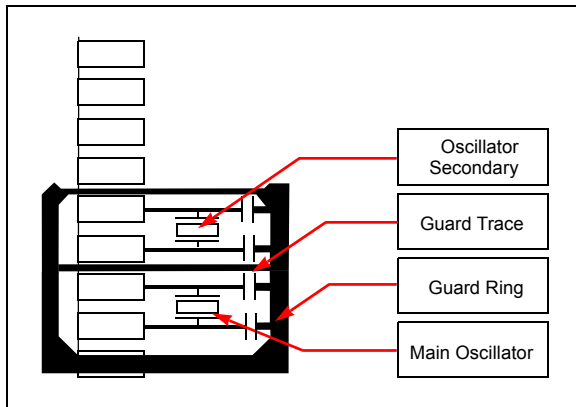 Oscillator
Secondary
Guard Trace
Guard Ring
Main Oscillator